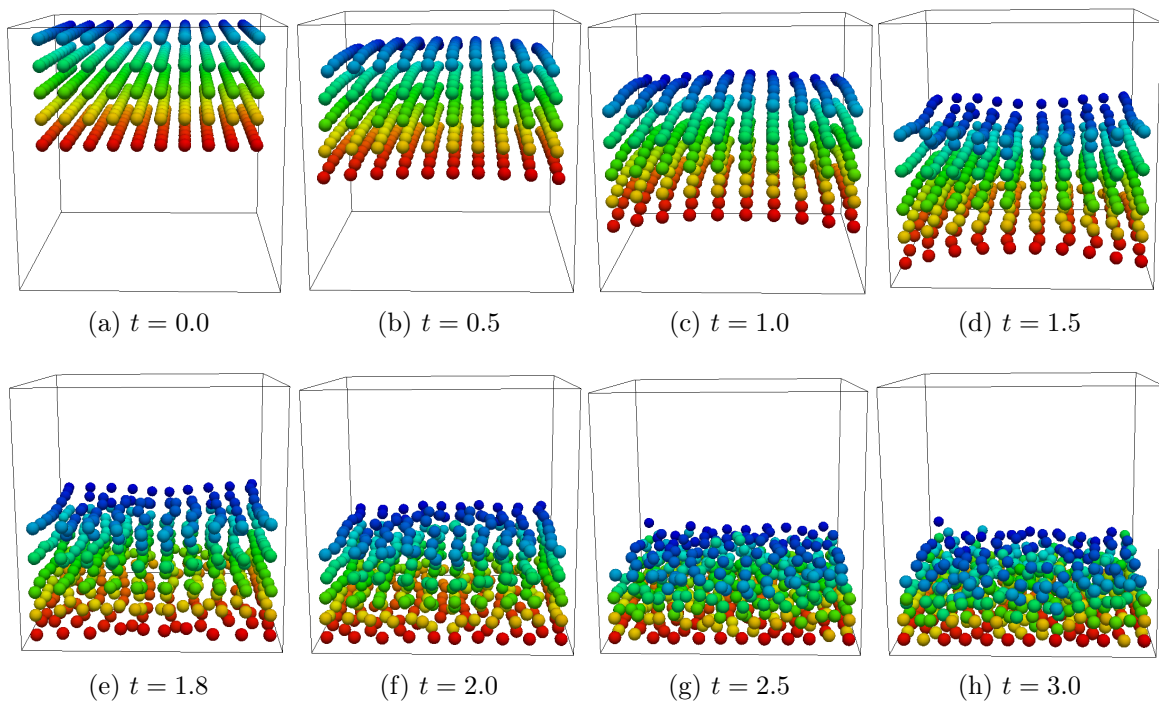 (a) t = 0.0
(b) t = 0.5
(c) t = 1.0
(d) t = 1.5
(e) t = 1.8
(f) t = 2.0
(g) t = 2.5
(h) t = 3.0